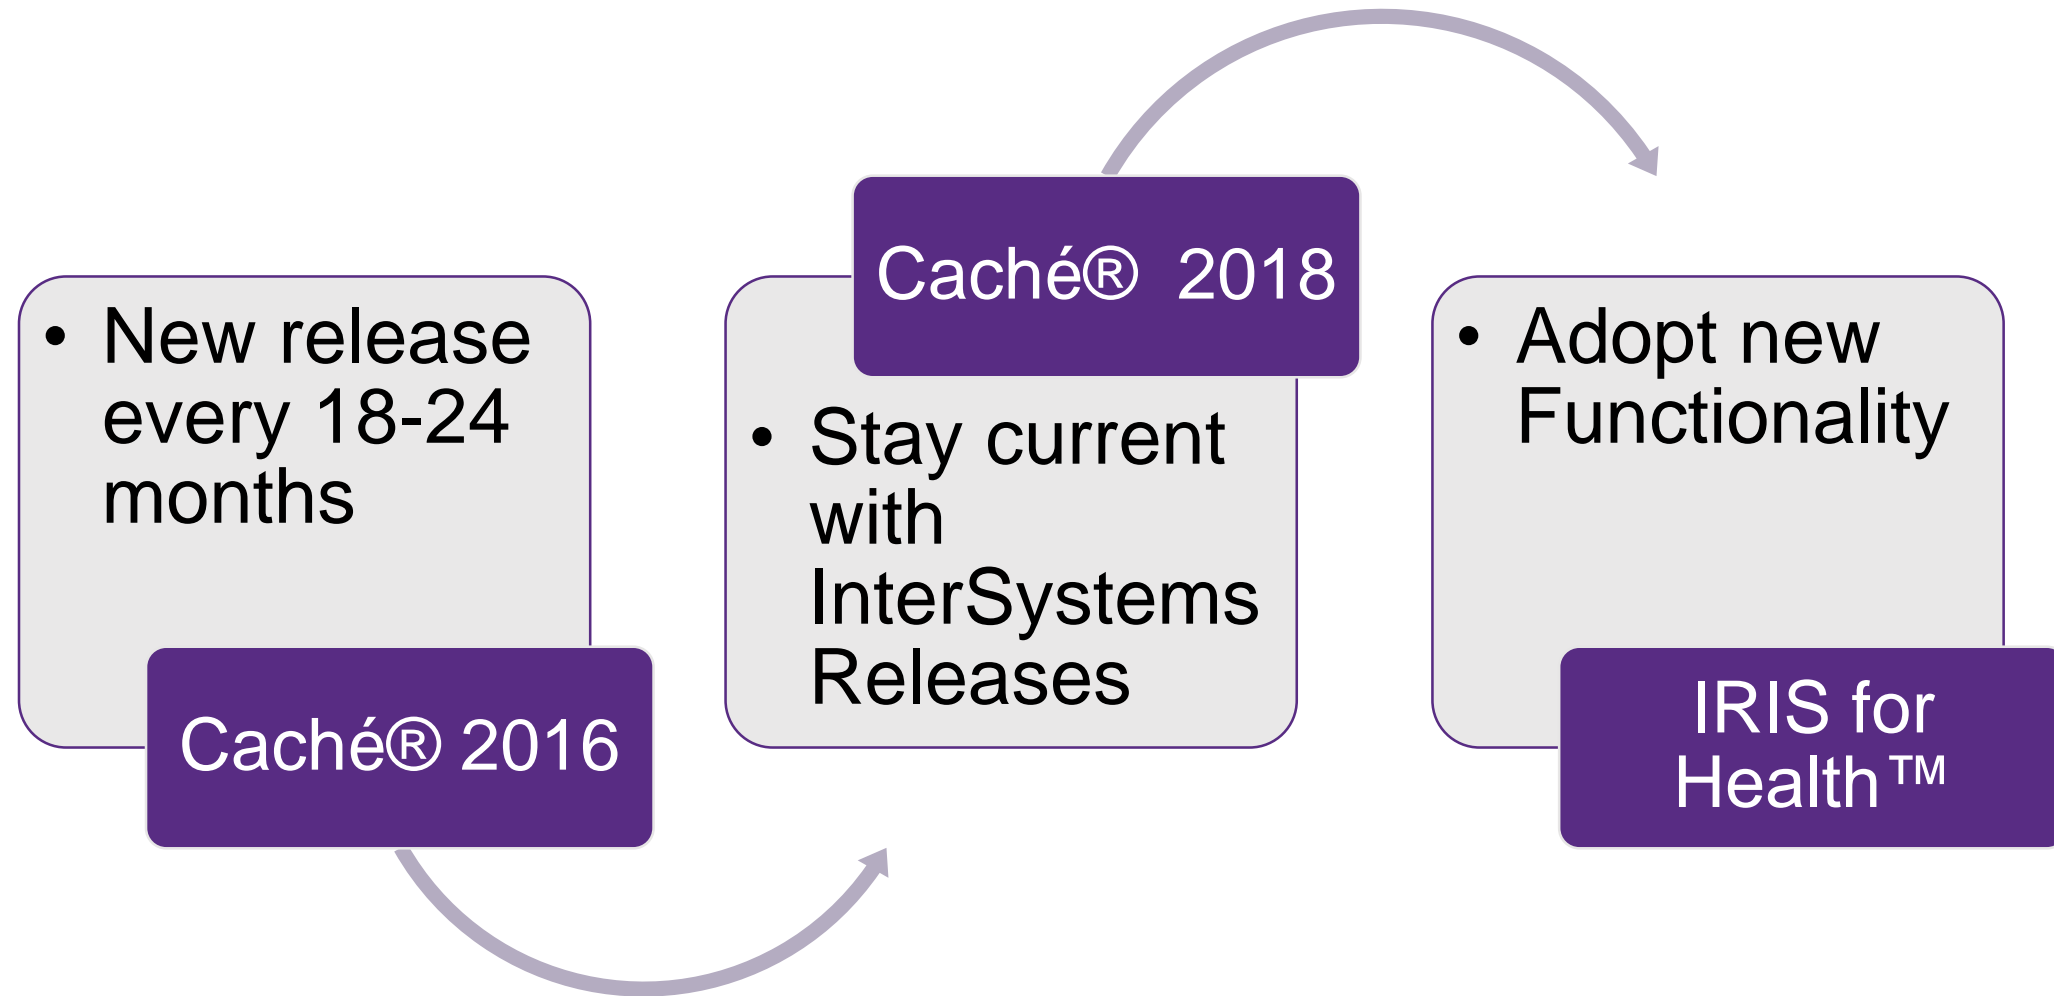 • New release
every 18-24
months
Caché® 2016
Caché® 2018
• Stay current
with
InterSystems
Releases
• Adopt new
Functionality
IRIS for
Health™